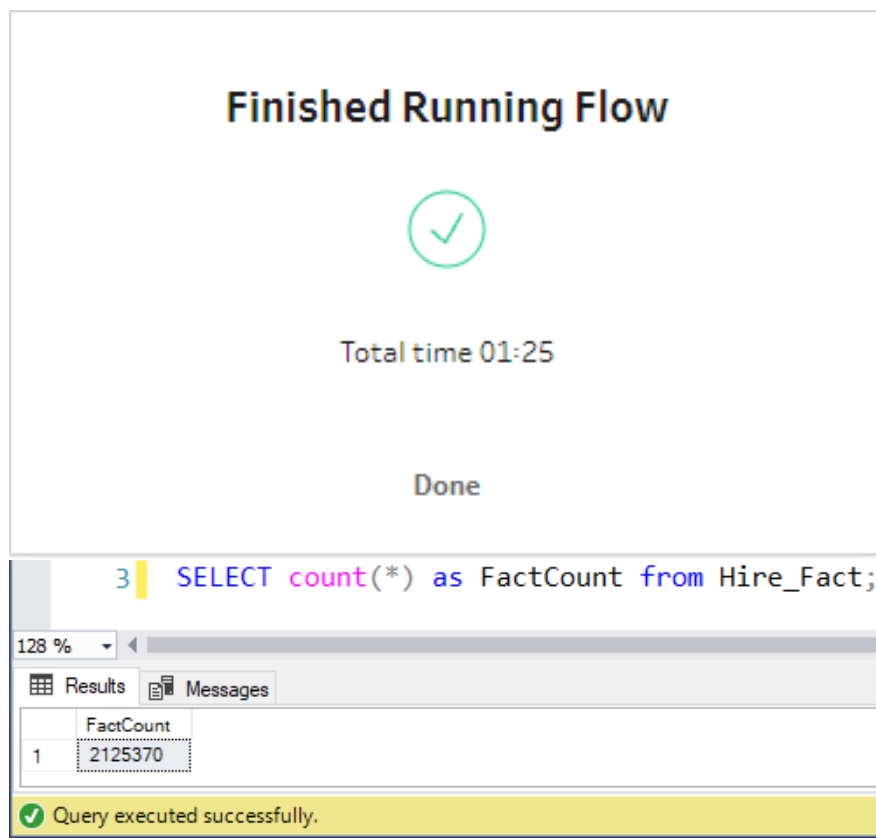 Finished Running Flow
Total time 01:25
Done
3 SELECT count(*) as FactCount from Hire_Fact;
128 %
Results Messages
FactCount
1 2125370
Query executed successfully.